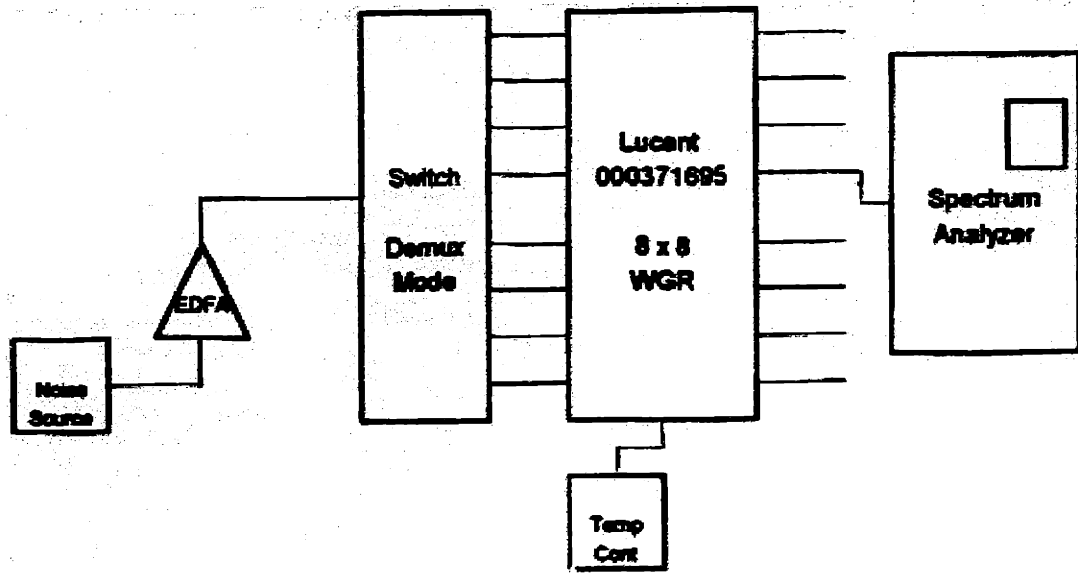 Noise
Source
EDFA
Switch
Demux
Mode
Lucent
000371695
8 x 8
WGR
Temp
Cont
Spectrum
Analyzer